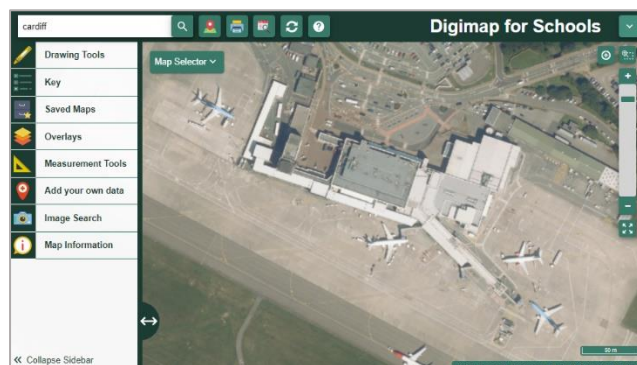 cardiff
Digimap for Schools
Drawing Tools
Key
Saved Maps
Overlays
Measurement Tools
Add your own data
Image Search
Map Information
« Collapse Sidebar
Map Selector
30 m